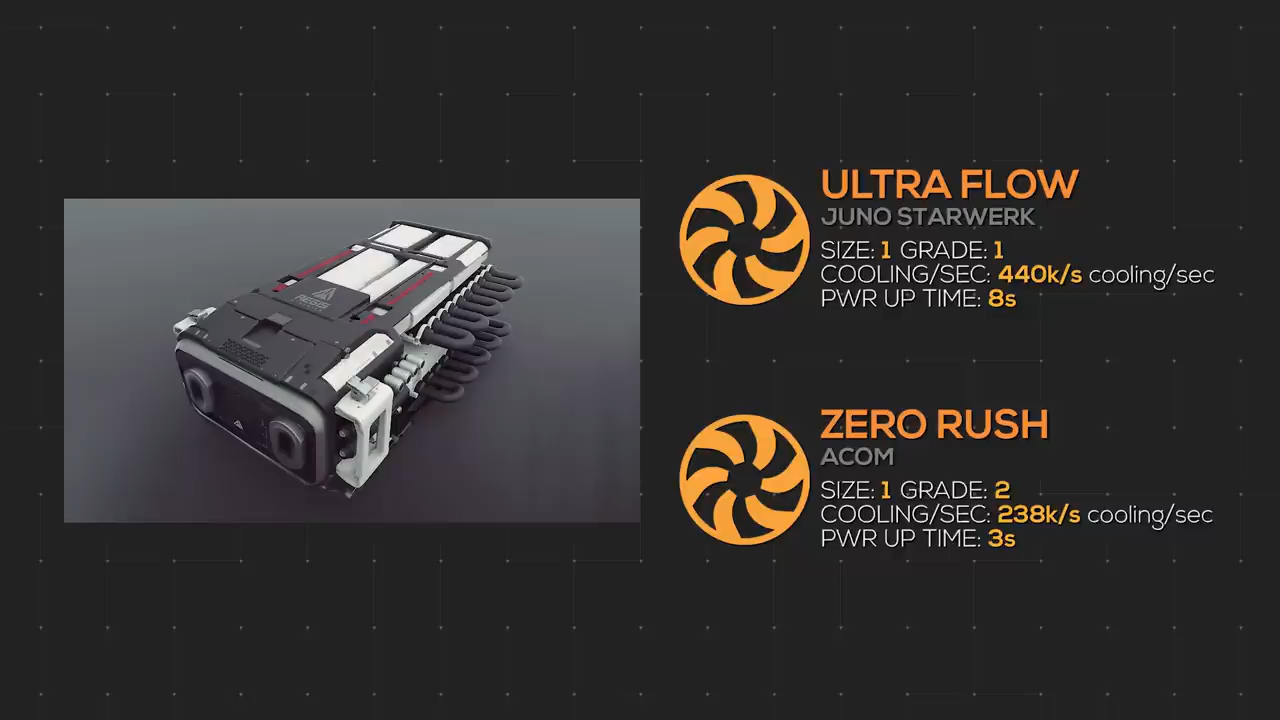 AEGIS
ULTRA FLOW
JUNO STARWERK
SIZE: 1 GRADE: 1
COOLING/SEC: 440k/s cooling/sec
PWR UP TIME: 8s
ZERO RUSH
ACOM
SIZE: 1 GRADE: 2
COOLING/SEC: 238k/s cooling/sec
PWR UP TIME: 3s